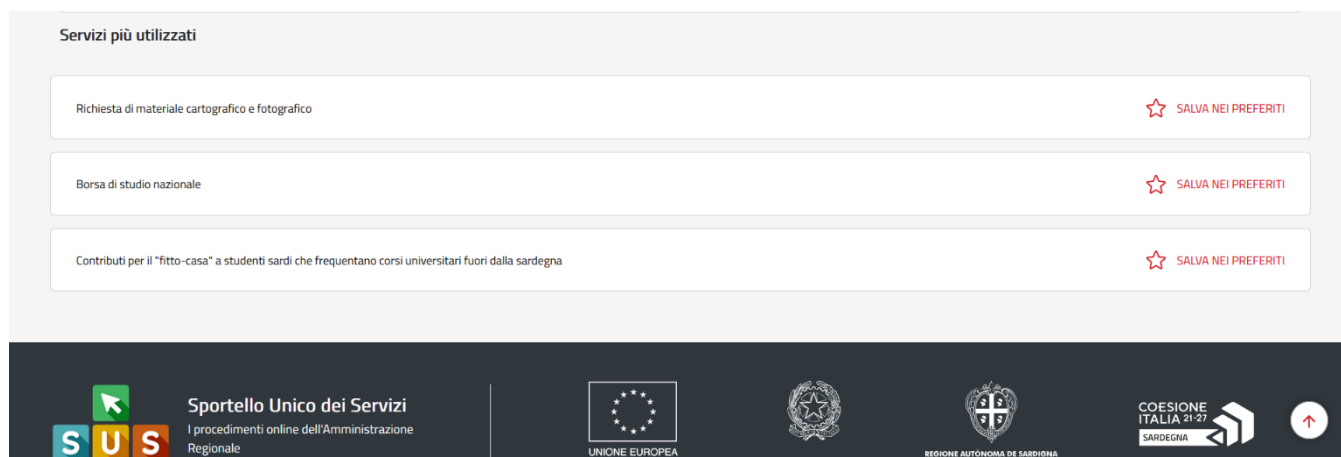 Servizi più utilizzati
Richiesta di materiale cartografico e fotografico
SALVA NEI PREFERITI
Borsa di studio nazionale
SALVA NEI PREFERITI
Contributi per il "fitto-casa" a studenti sardi che frequentano corsi universitari fuori dalla sardegna
SALVA NEI PREFERITI
SUS
Sportello Unico dei Servizi
I procedimenti online dell'Amministrazione
Regionale
UNIONE EUROPEA
REGIONE AUTÒNOMA DE SARDIGNA
COESIONE
ITALIA 21-27
SARDEGNA